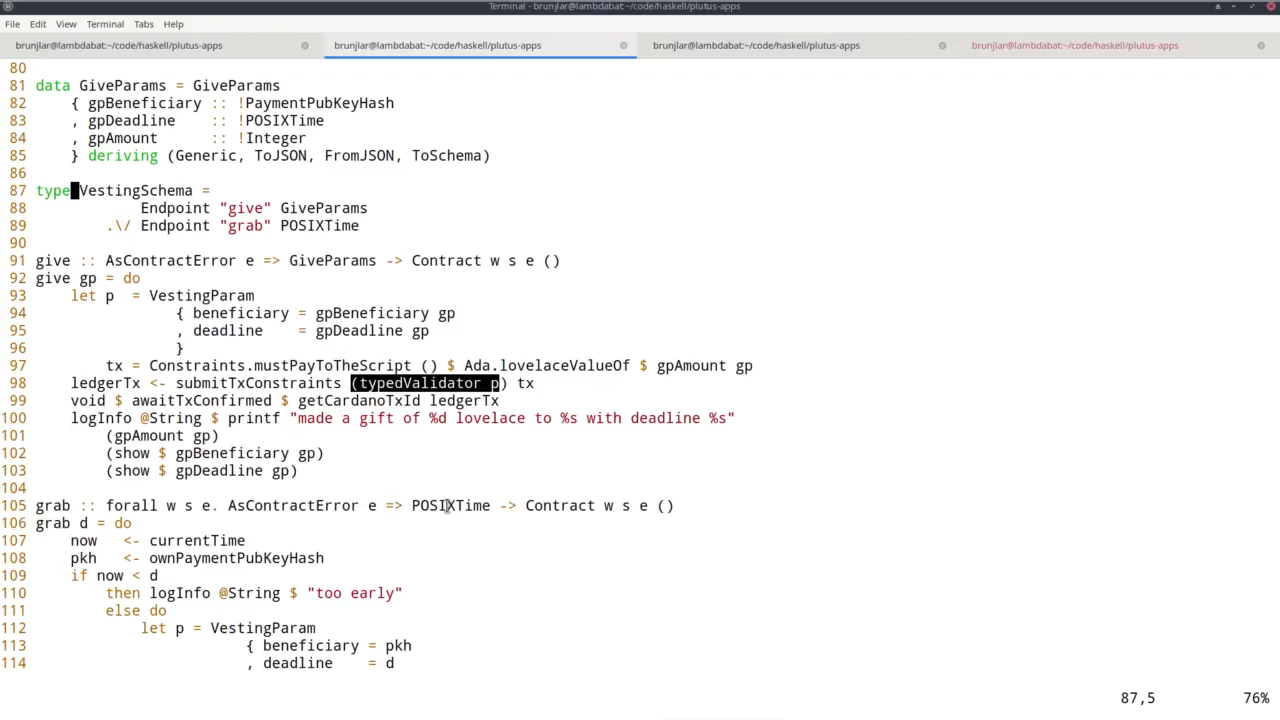 Terminal - brunjlar@lambdabat:~/code/haskell/plutus-apps
File Edit View Terminal Tabs Help
brunjlar@lambdabat:~/code/haskell/plutus-apps brunjlar@lambdabat:~/code/haskell/plutus-apps brunjlar@lambdabat:~/code/haskell/plutus-apps brunjlar@lambdabat:~/code/haskell/plutus-apps
80
81 data GiveParams = GiveParams
82     { gpBeneficiary :: !PaymentPubKeyHash
83     , gpDeadline    :: !POSIXTime
84     , gpAmount      :: !Integer
85     } deriving (Generic, ToJSON, FromJSON, ToSchema)
86
87 type VestingSchema =
88             Endpoint "give" GiveParams
89         .\/ Endpoint "grab" POSIXTime
90
91 give :: AsContractError e => GiveParams -> Contract w s e ()
92 give gp = do
93     let p  = VestingParam
94                 { beneficiary = gpBeneficiary gp
95                 , deadline    = gpDeadline gp
96                 }
97         tx = Constraints.mustPayToTheScript () $ Ada.lovelaceValueOf $ gpAmount gp
98     ledgerTx <- submitTxConstraints (typedValidator p) tx
99     void $ awaitTxConfirmed $ getCardanoTxId ledgerTx
100     logInfo @String $ printf "made a gift of %d lovelace to %s with deadline %s"
101         (gpAmount gp)
102         (show $ gpBeneficiary gp)
103         (show $ gpDeadline gp)
104
105 grab :: forall w s e. AsContractError e => POSIXTime -> Contract w s e ()
106 grab d = do
107     now   <- currentTime
108     pkh   <- ownPaymentPubKeyHash
109     if now < d
110         then logInfo @String $ "too early"
111         else do
112             let p = VestingParam
113                         { beneficiary = pkh
114                         , deadline    = d
87,5 76%